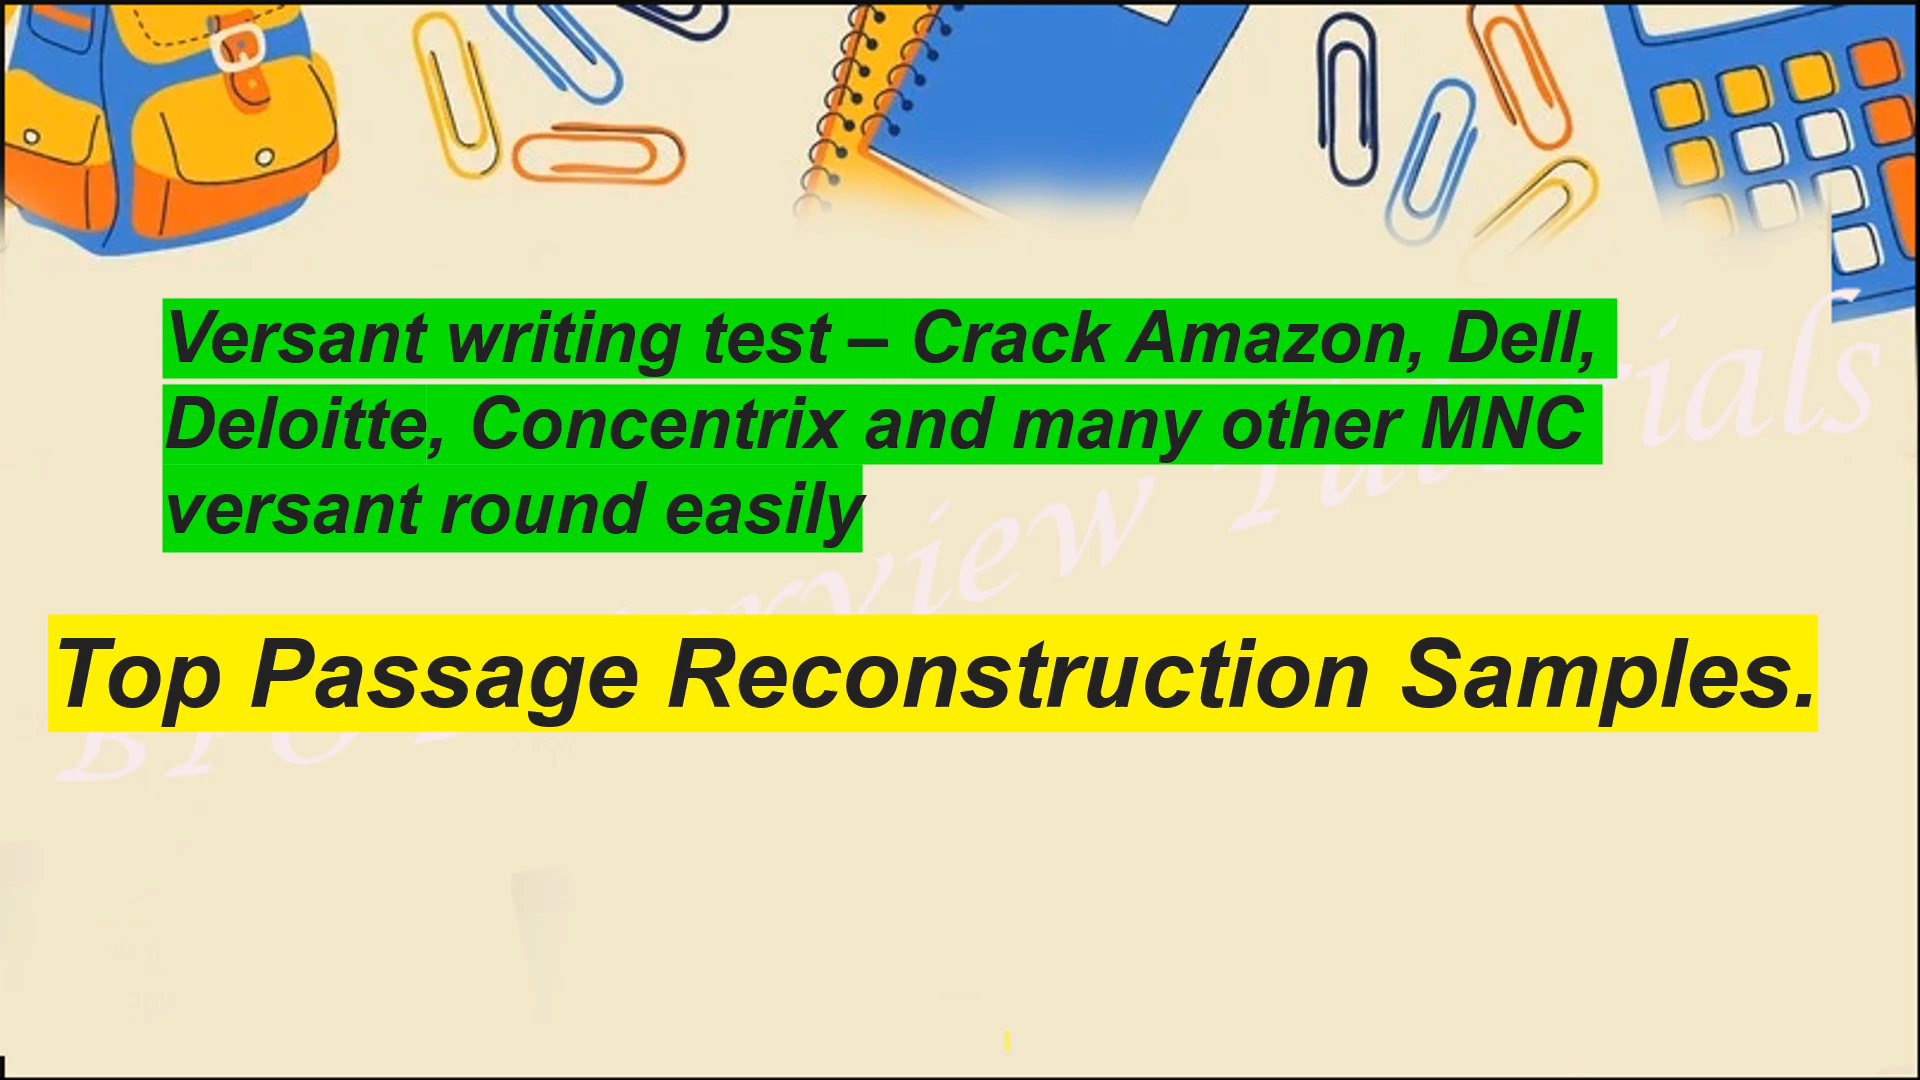 Versant writing test – Crack Amazon, Dell,
Deloitte, Concentrix and many other MNC
versant round easily
Top Passage Reconstruction Samples.